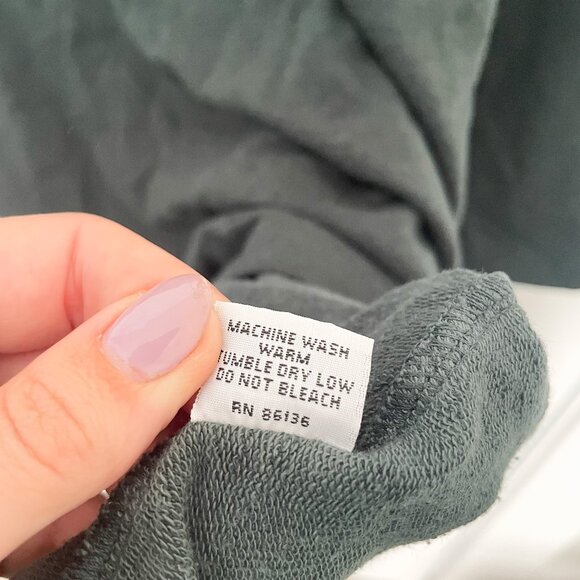 MACHINE WASH
WARM
TUMBLE DRY LOW
DO NOT BLEACH
RN 86136